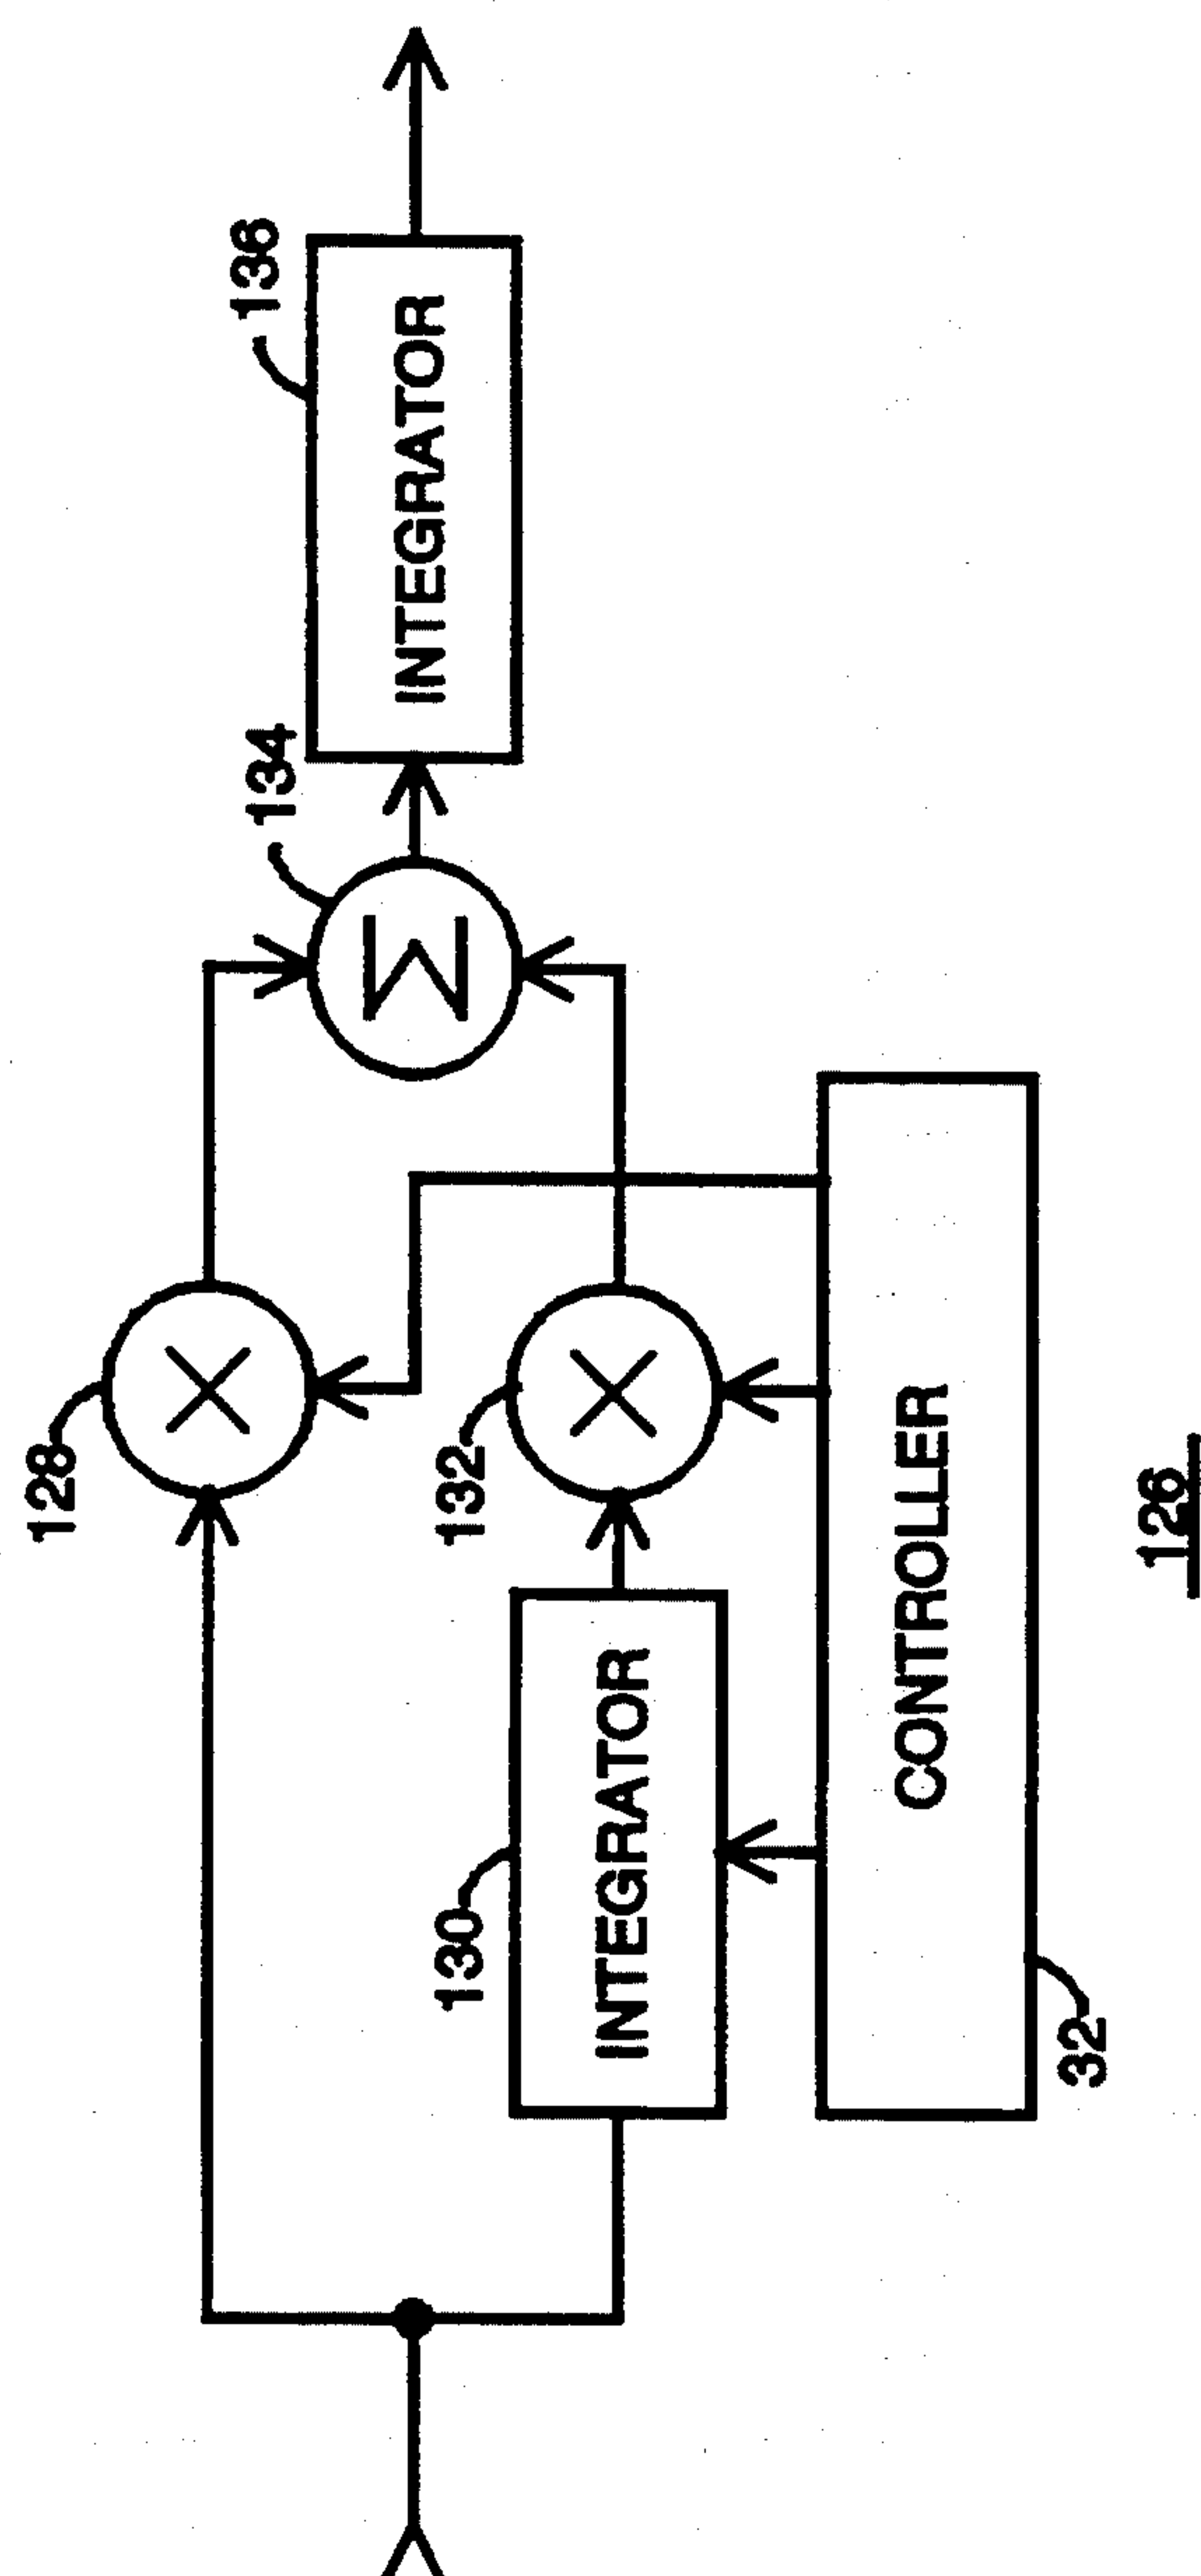 128
134
136
INTEGRATOR
132
130
INTEGRATOR
CONTROLLER
32
126